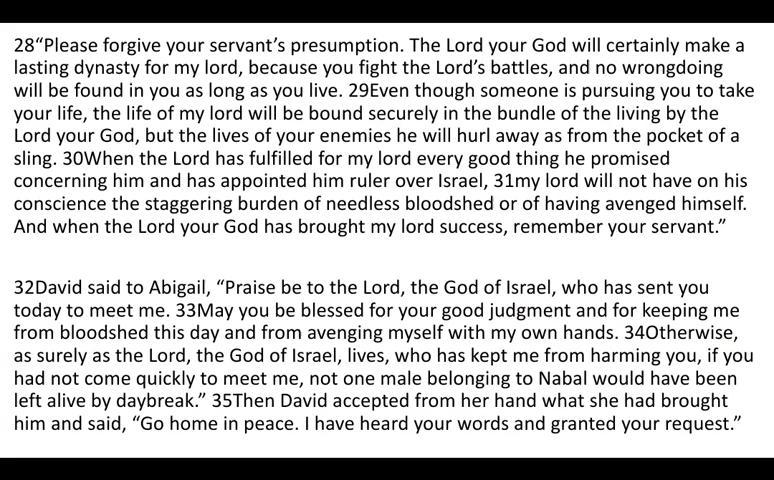 28“Please forgive your servant’s presumption. The Lord your God will certainly make a
lasting dynasty for my lord, because you fight the Lord’s battles, and no wrongdoing
will be found in you as long as you live. 29Even though someone is pursuing you to take
your life, the life of my lord will be bound securely in the bundle of the living by the
Lord your God, but the lives of your enemies he will hurl away as from the pocket of a
sling. 30When the Lord has fulfilled for my lord every good thing he promised
concerning him and has appointed him ruler over Israel, 31my lord will not have on his
conscience the staggering burden of needless bloodshed or of having avenged himself.
And when the Lord your God has brought my lord success, remember your servant.”
32David said to Abigail, “Praise be to the Lord, the God of Israel, who has sent you
today to meet me. 33May you be blessed for your good judgment and for keeping me
from bloodshed this day and from avenging myself with my own hands. 34Otherwise,
as surely as the Lord, the God of Israel, lives, who has kept me from harming you, if you
had not come quickly to meet me, not one male belonging to Nabal would have been
left alive by daybreak.” 35Then David accepted from her hand what she had brought
him and said, “Go home in peace. I have heard your words and granted your request.”